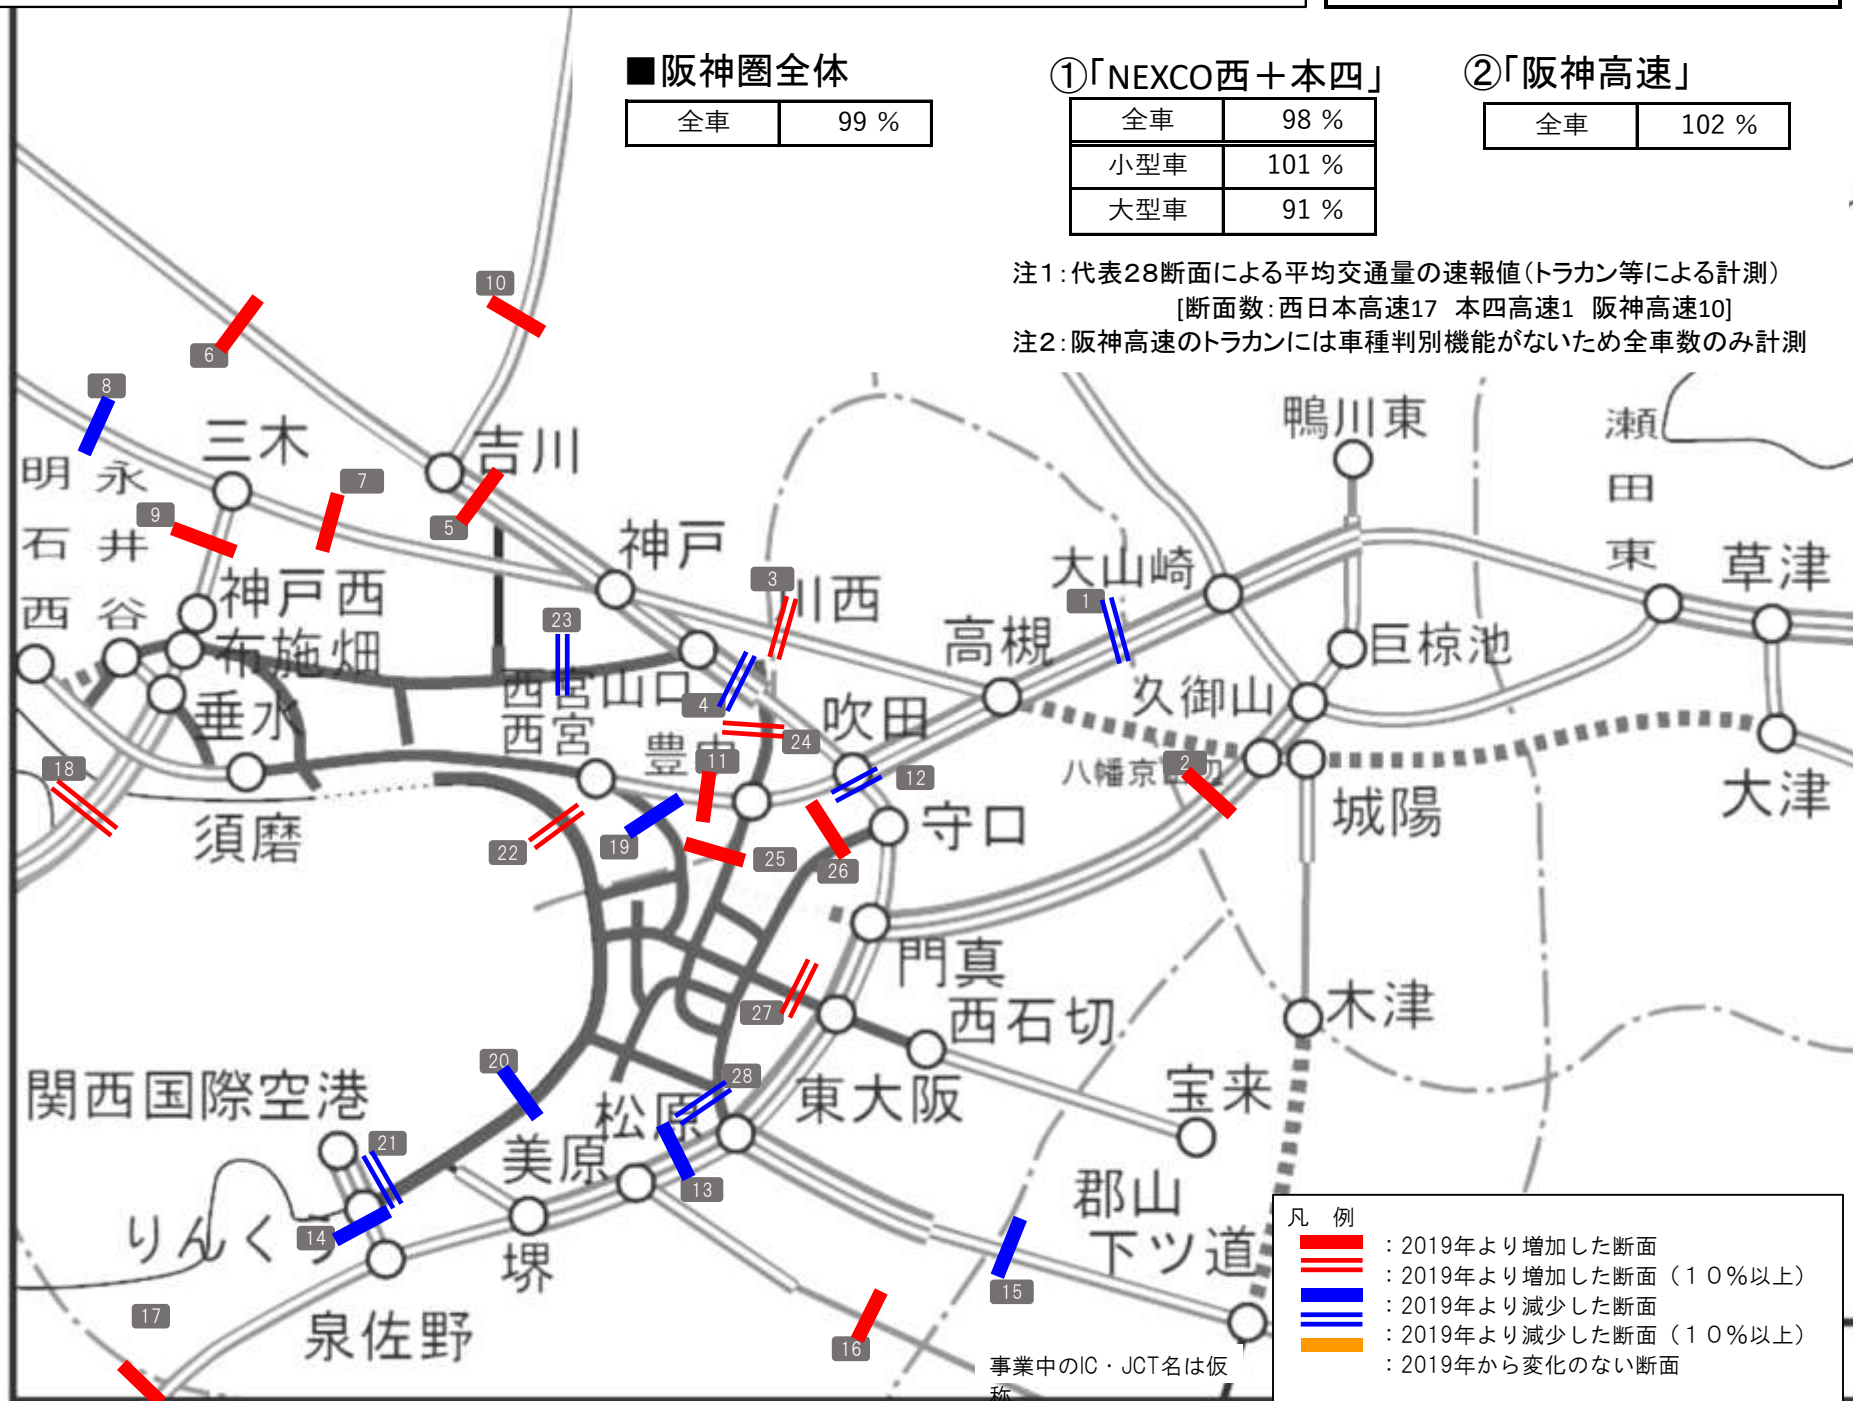 ■阪神圏全体
全車 99 %
①「NEXCO西＋本四」
全車 98 %
小型車 101 %
大型車 91 %
②「阪神高速」
全車 102 %
注１：代表２８断面による平均交通量の速報値（トラカン等による計測）
[断面数：西日本高速17 本四高速1 阪神高速10]
注２：阪神高速のトラカンには車種判別機能がないため全車数のみ計測
10
6
8
三木
吉川
7
明石西
永井谷
9
5
神戸
神戸西
布施畑
23
3
川西
大山崎
1
鴨川東
瀬田東
草津
高槻
巨椋池
西宮山口
西宮
4
24
吹田
久御山
垂水
18
豊中
11
12
八幡京田辺
2
城陽
大津
須磨
22
19
25
26
守口
門真
27
西石切
木津
20
28
関西国際空港
松原
東大阪
宝来
21
美原
13
郡山
下ツ道
りんくう
14
堺
15
17
泉佐野
16
事業中のIC・JCT名は仮
称
凡 例
：2019年より増加した断面
：2019年より増加した断面（１０％以上）
：2019年より減少した断面
：2019年より減少した断面（１０％以上）
：2019年から変化のない断面